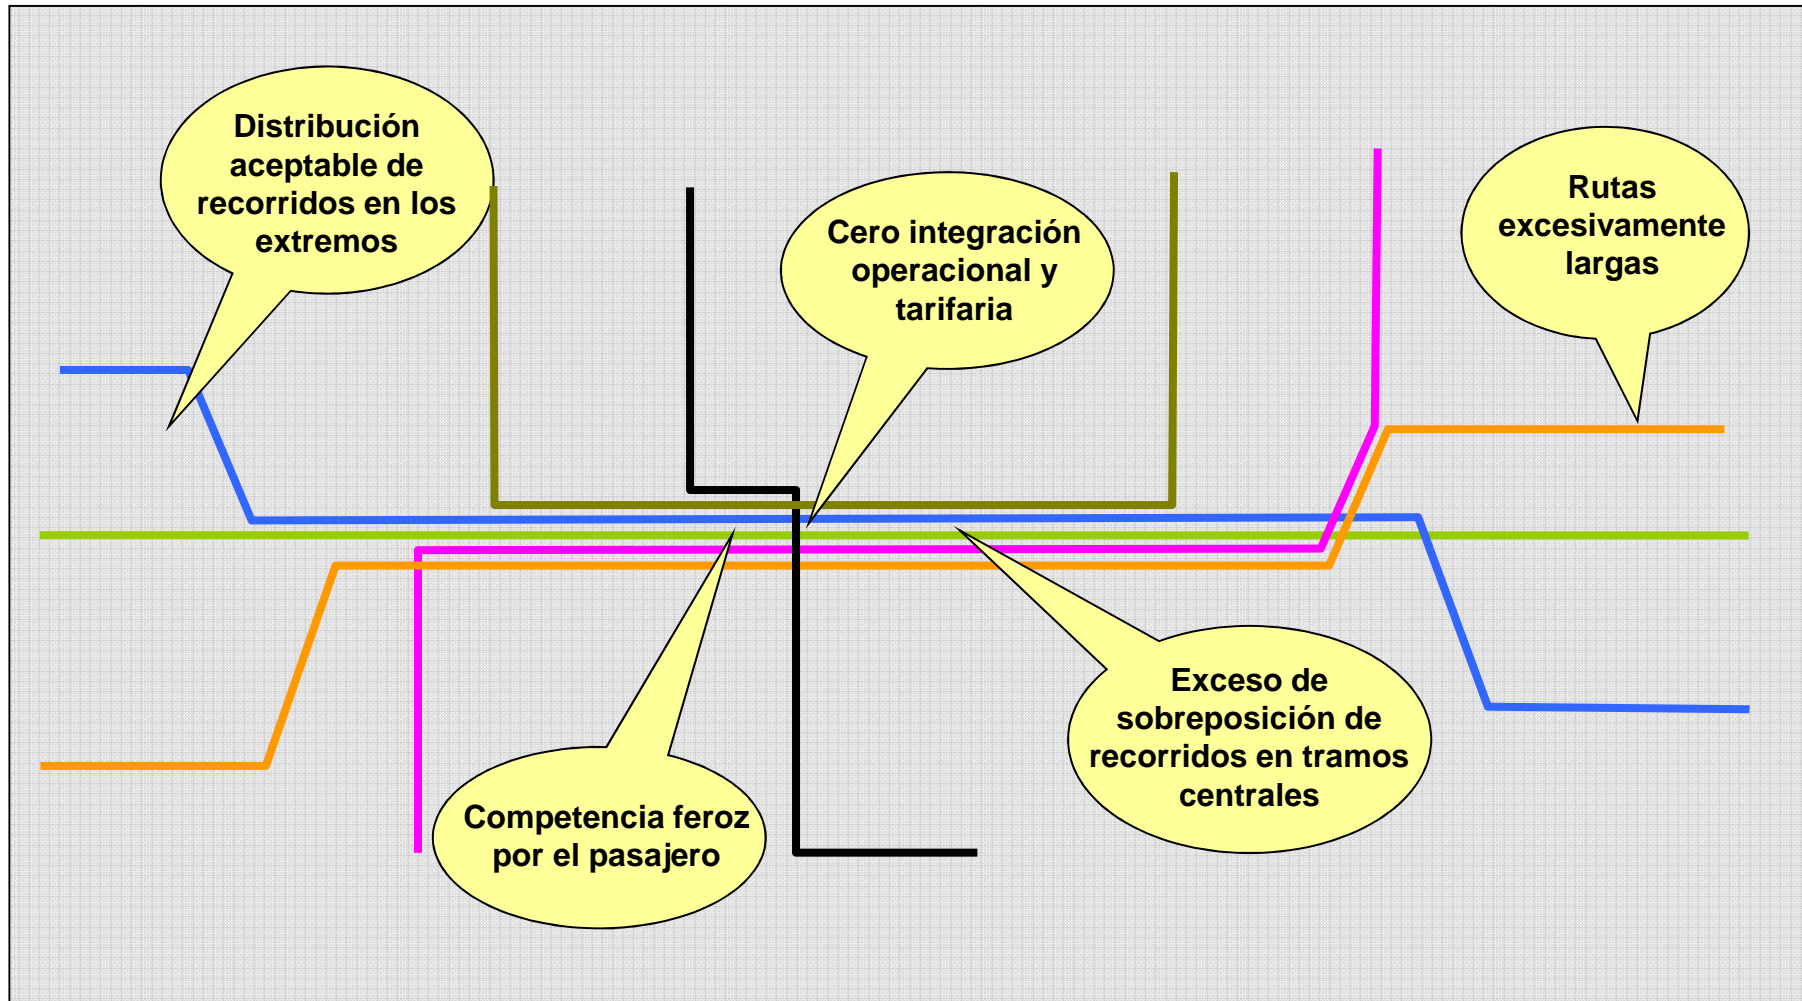 Distribución
aceptable de
recorridos en los
extremos
Cero integración
operacional y
tarifaria
Rutas
excesivamente
largas
Competencia feroz
por el pasajero
Exceso de
sobreposición de
recorridos en tramos
centrales